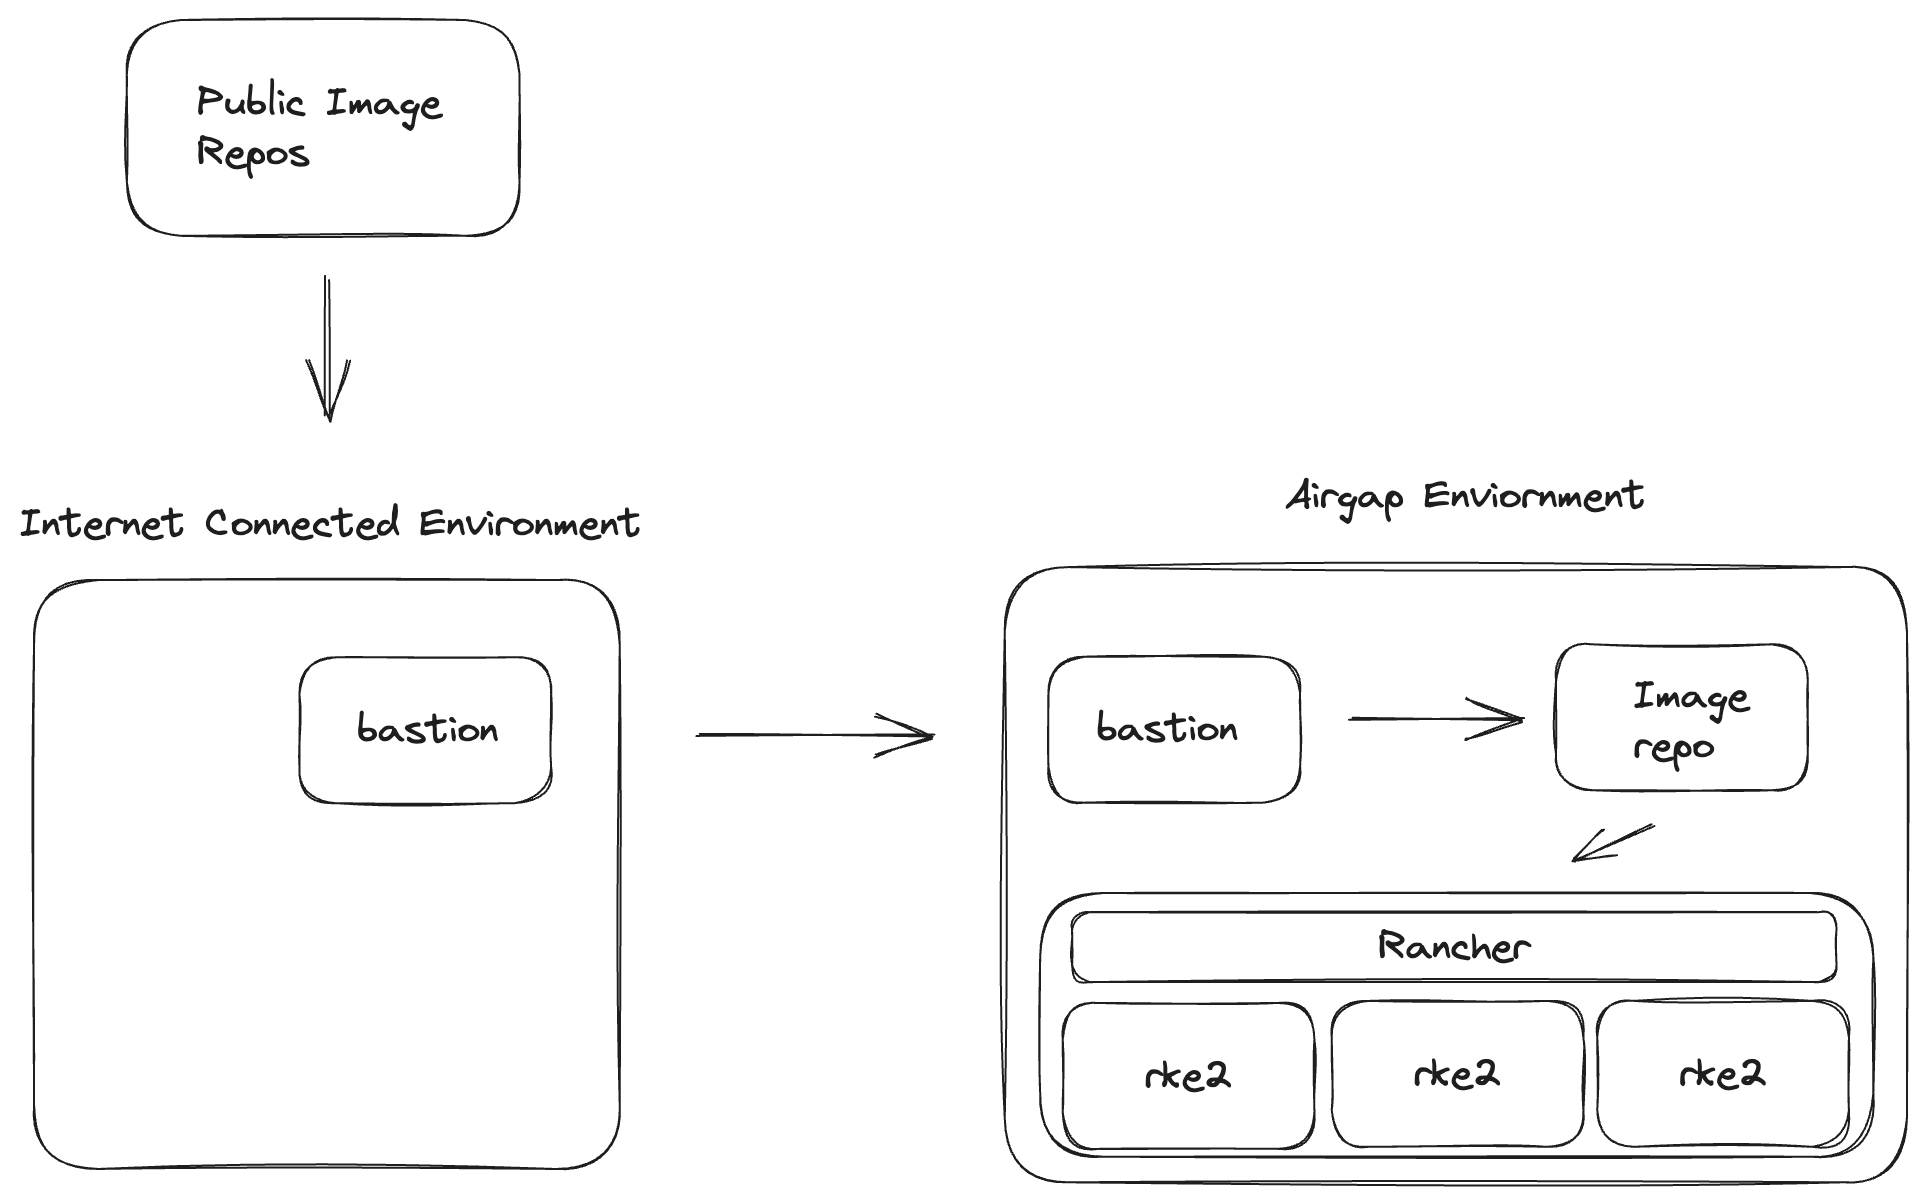 Public Image
Repos
Internet Connected Environment
Airgap Enviornment
bastion
bastion
Image
repo
Rancher
rke2
rke2
rke2